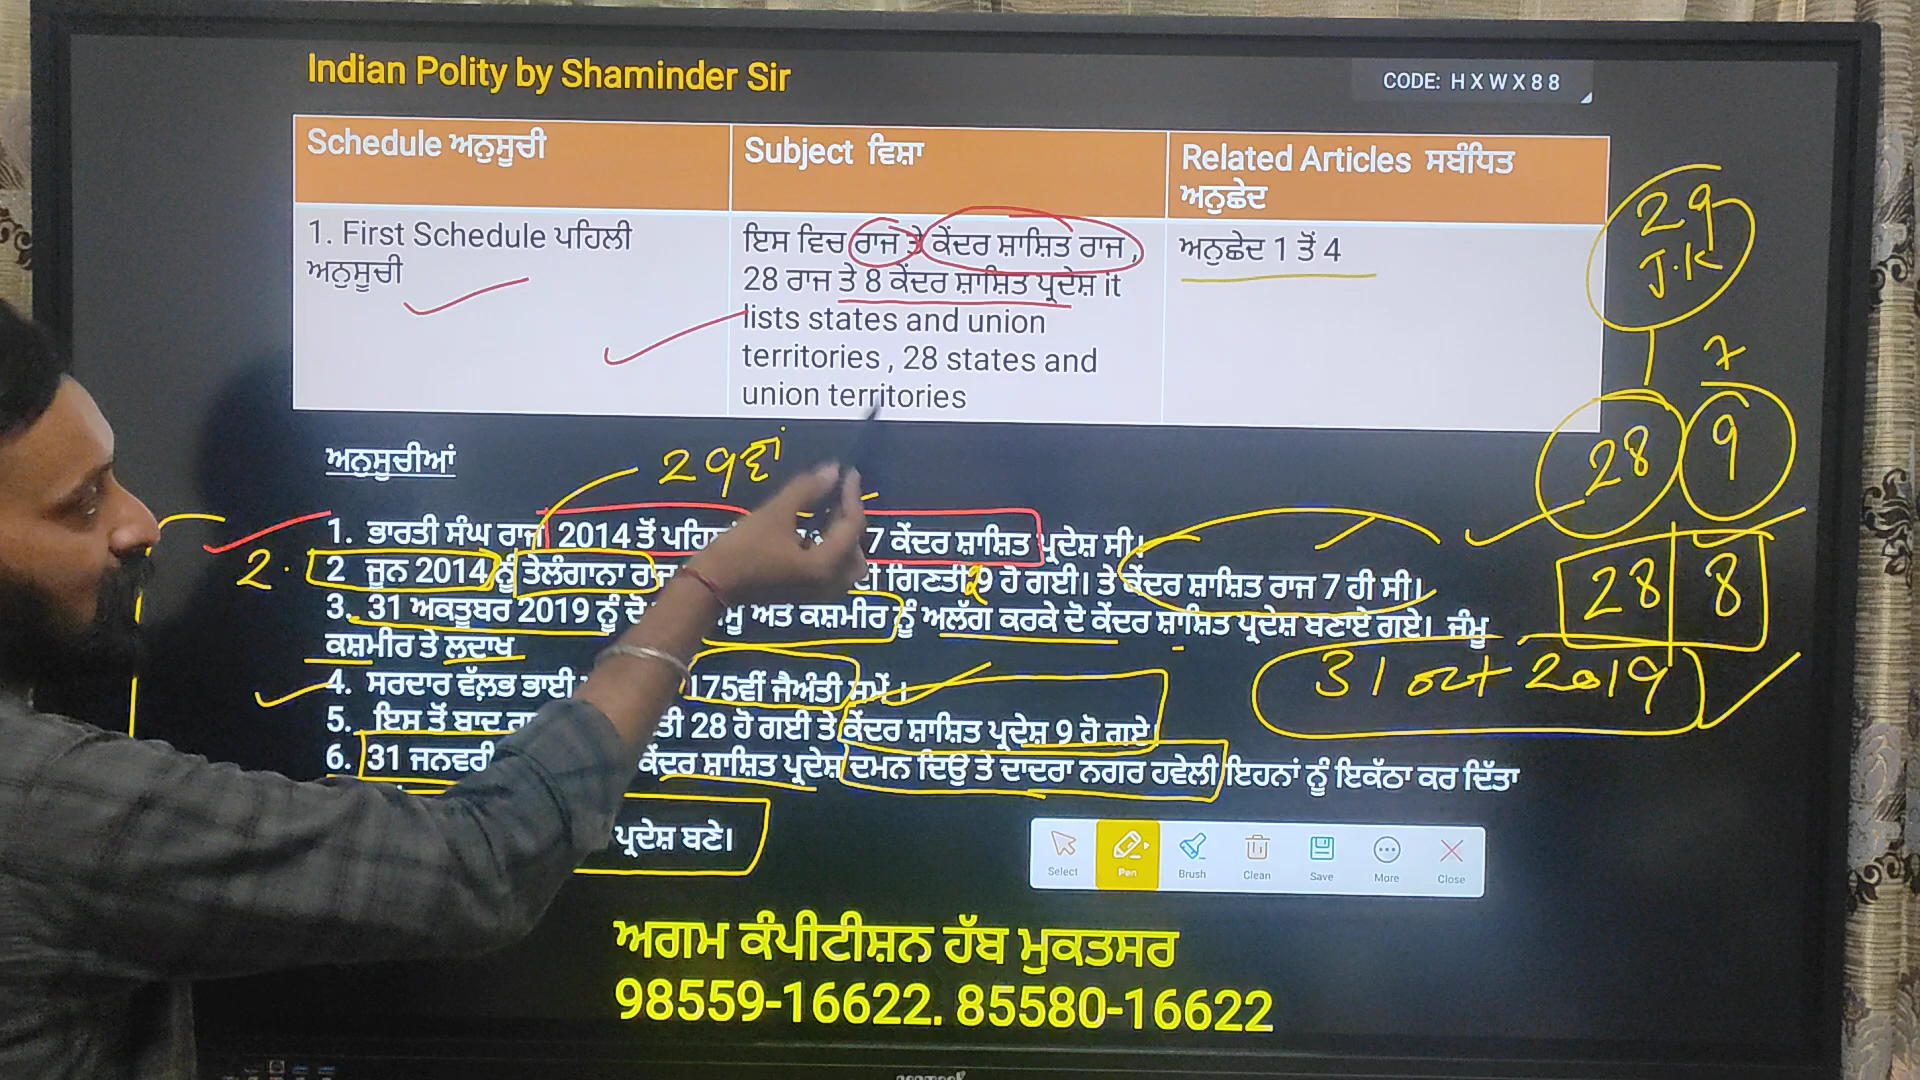 Indian Polity by Shaminder Sir
CODE: HXWX88
Schedule ਅਨੁਸੂਚੀ
Subject ਵਿਸ਼ਾ
Related Articles ਸਬੰਧਿਤ
ਅਨੁਛੇਦ
1. First Schedule ਪਹਿਲੀ
ਅਨੁਸੂਚੀ
ਇਸ ਵਿਚ ਰਾਜ ਤੇ ਕੇਂਦਰ ਸ਼ਾਸ਼ਿਤ ਰਾਜ ,
28 ਰਾਜ ਤੇ 8 ਕੇਂਦਰ ਸ਼ਾਸ਼ਿਤ ਪ੍ਰਦੇਸ਼ it
lists states and union
territories , 28 states and
union territories
ਅਨੁਛੇਦ 1 ਤੋਂ 4
29
J.K
7
28 9
28 8
31 oct 2019
29ਵਾਂ
ਅਨੁਸੂਚੀਆਂ
1. ਭਾਰਤੀ ਸੰਘ ਰਾਜ 2014 ਤੋਂ 7 ਕੇਂਦਰ ਸ਼ਾਸ਼ਿਤ ਪ੍ਰਦੇਸ਼ ਸੀ।
2.
2 ਜੂਨ 2014 ਨੂੰ ਤੇਲੰਗਾਨਾ ਗਿਣਤੀ 9 ਹੋ ਗਈ। ਤੇ ਕੇਂਦਰ ਸ਼ਾਸ਼ਿਤ ਰਾਜ 7 ਹੀ ਸੀ।
3. 31 ਅਕਤੂਬਰ 2019 ਨੂੰ ਅਤੇ ਕਸ਼ਮੀਰ ਨੂੰ ਅਲੱਗ ਕਰਕੇ ਦੋ ਕੇਂਦਰ ਸ਼ਾਸ਼ਿਤ ਪ੍ਰਦੇਸ਼ ਬਣਾਏ ਗਏ। ਜੰਮੂ
ਕਸ਼ਮੀਰ ਤੇ ਲਦਾਖ
4. ਸਰਦਾਰ ਵੱਲ਼ਭ ਭਾਈ 175ਵੀਂ ਜੈਅੰਤੀ ਸਮੇਂ ।
5. ਇਸ ਤੋਂ ਬਾਦ 28 ਹੋ ਗਈ ਤੇ ਕੇਂਦਰ ਸ਼ਾਸ਼ਿਤ ਪ੍ਰਦੇਸ਼ 9 ਹੋ ਗਏ।
6. 31 ਜਨਵਰੀ ਕੇਂਦਰ ਸ਼ਾਸ਼ਿਤ ਪ੍ਰਦੇਸ਼ ਦਮਨ ਦਿਉ ਤੇ ਦਾਦਰਾ ਨਗਰ ਹਵੇਲੀ ਇਹਨਾਂ ਨੂੰ ਇਕੱਠਾ ਕਰ ਦਿੱਤਾ
ਪ੍ਰਦੇਸ਼ ਬਣੇ।
Select Pen Brush Clean Save More Close
ਅਗਮ ਕੰਪੀਟੀਸ਼ਨ ਹੱਬ ਮੁਕਤਸਰ
98559-16622. 85580-16622